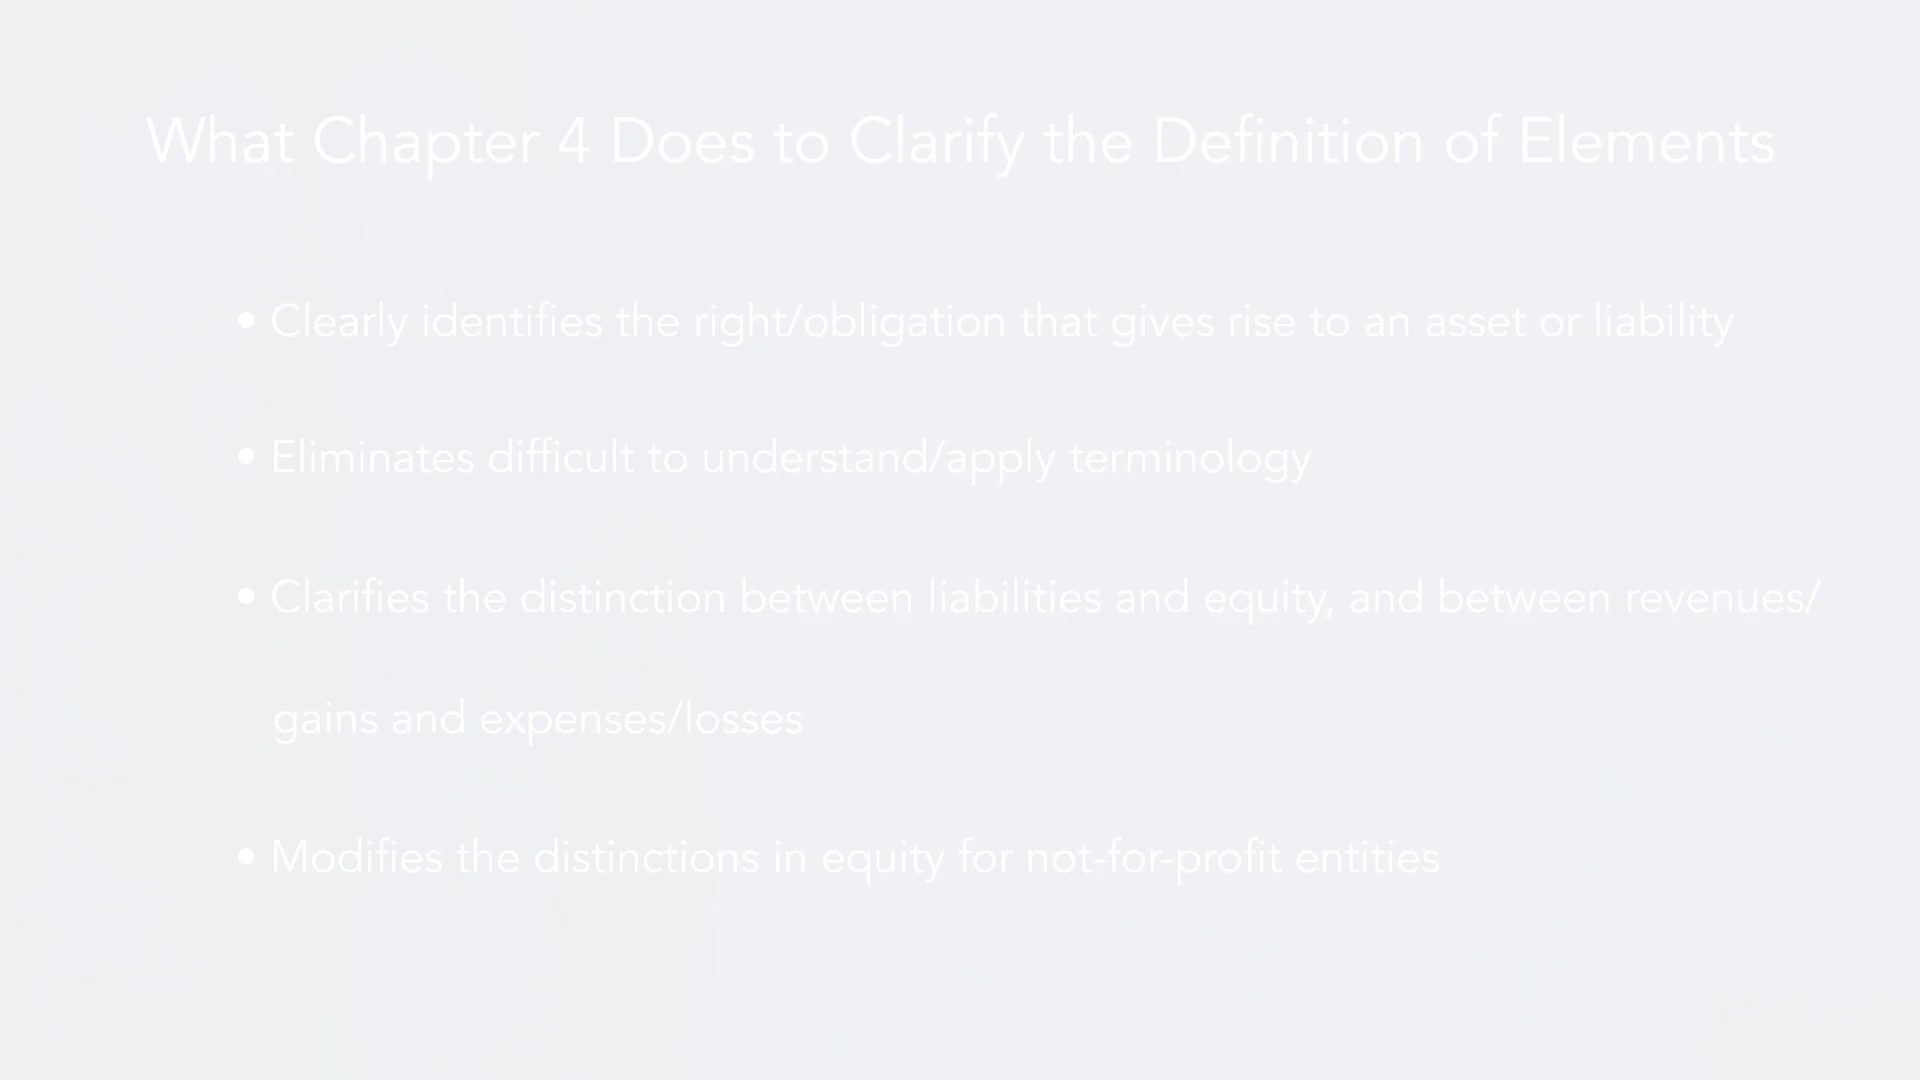 What Chapter 4 Does to Clarify the Definition of Elements
• Clearly identifies the right/obligation that gives rise to an asset or liability
• Eliminates difficult to understand/apply terminology
• Clarifies the distinction between liabilities and equity, and between revenues/
gains and expenses/losses
• Modifies the distinctions in equity for not-for-profit entities